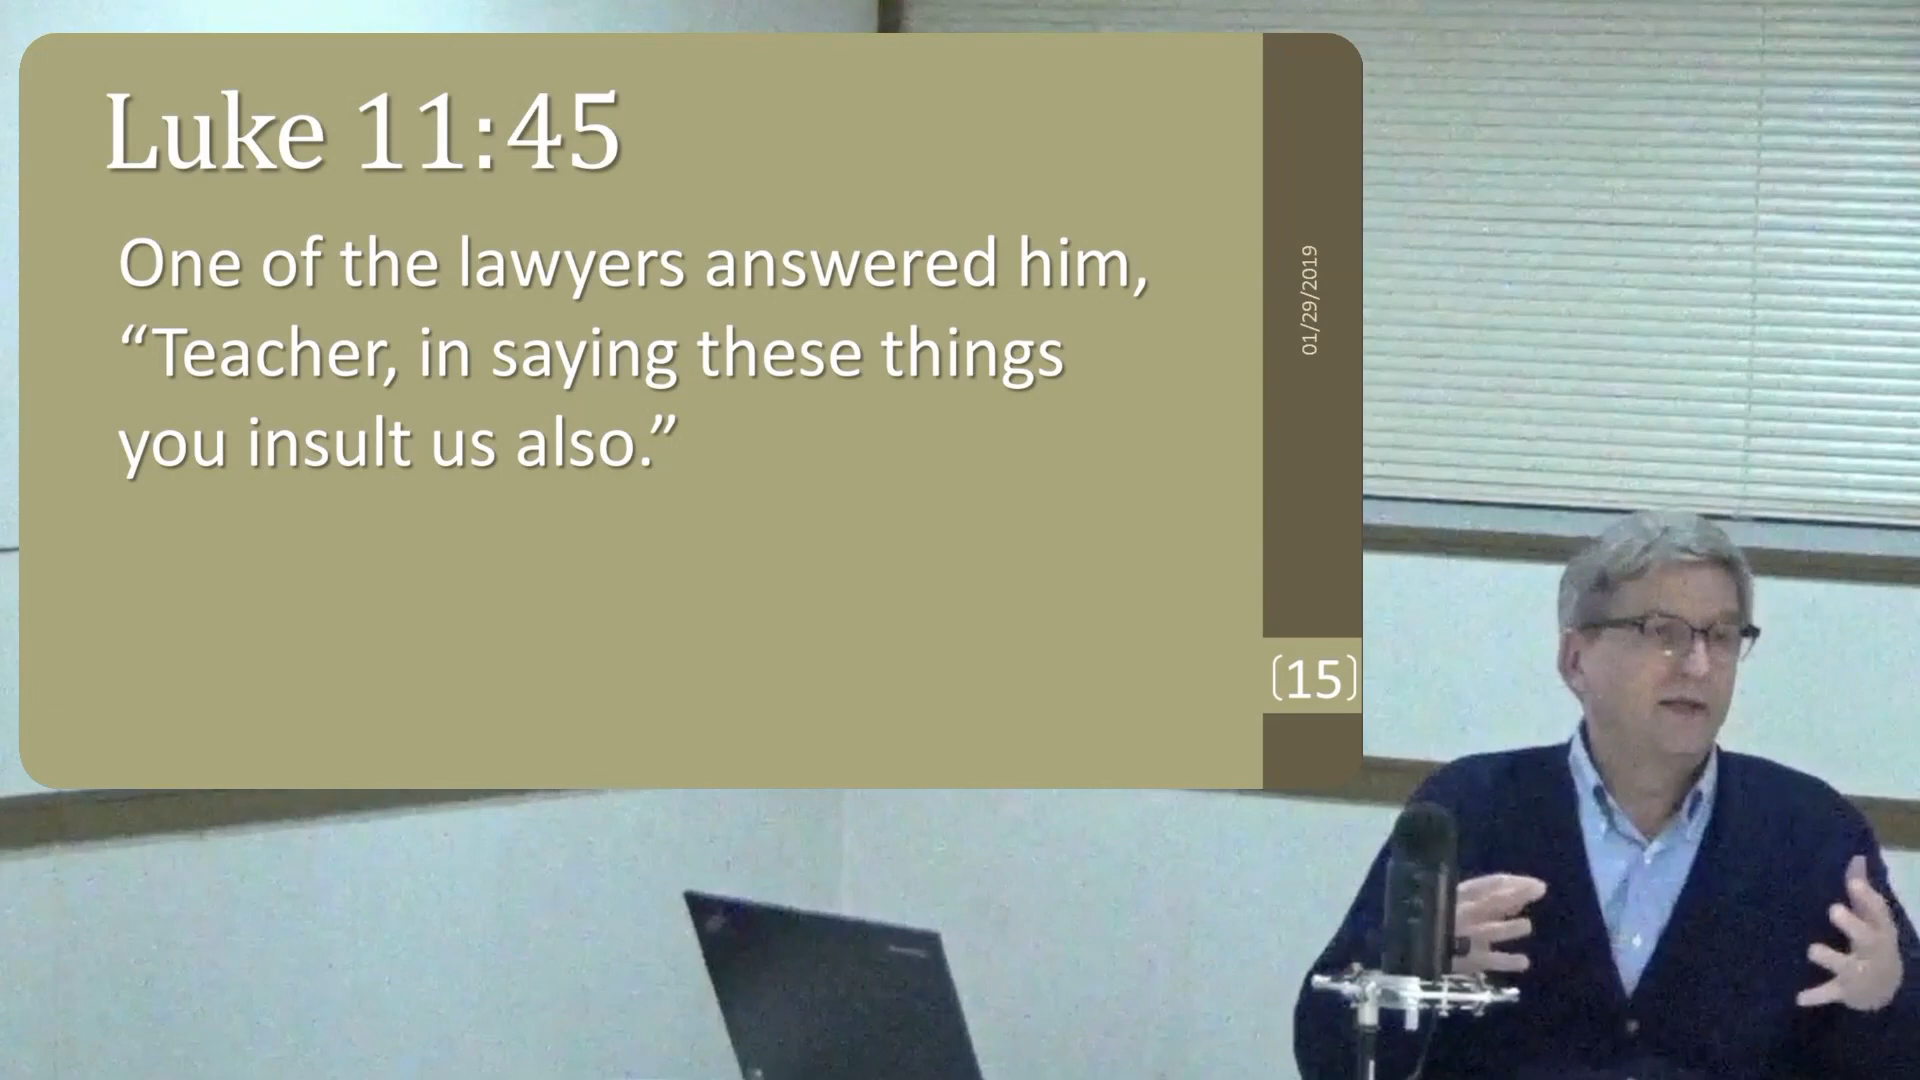 Luke 11:45
One of the lawyers answered him,
“Teacher, in saying these things
you insult us also.”
01/29/2019
(15)